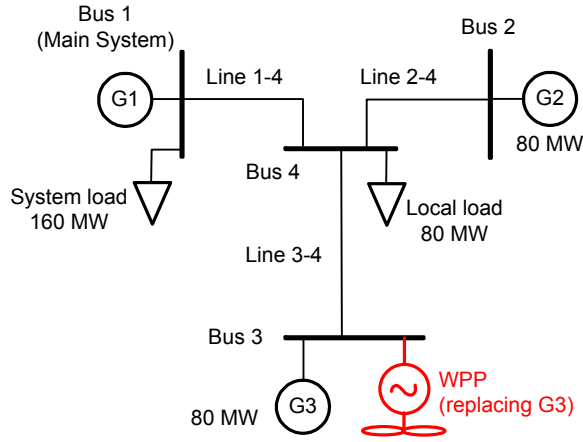 Bus 1
(Main System)
Bus 2
G1
Line 1-4
Line 2-4
G2
80 MW
Bus 4
System load
160 MW
Local load
80 MW
Line 3-4
Bus 3
WPP
(replacing G3)
G3
80 MW